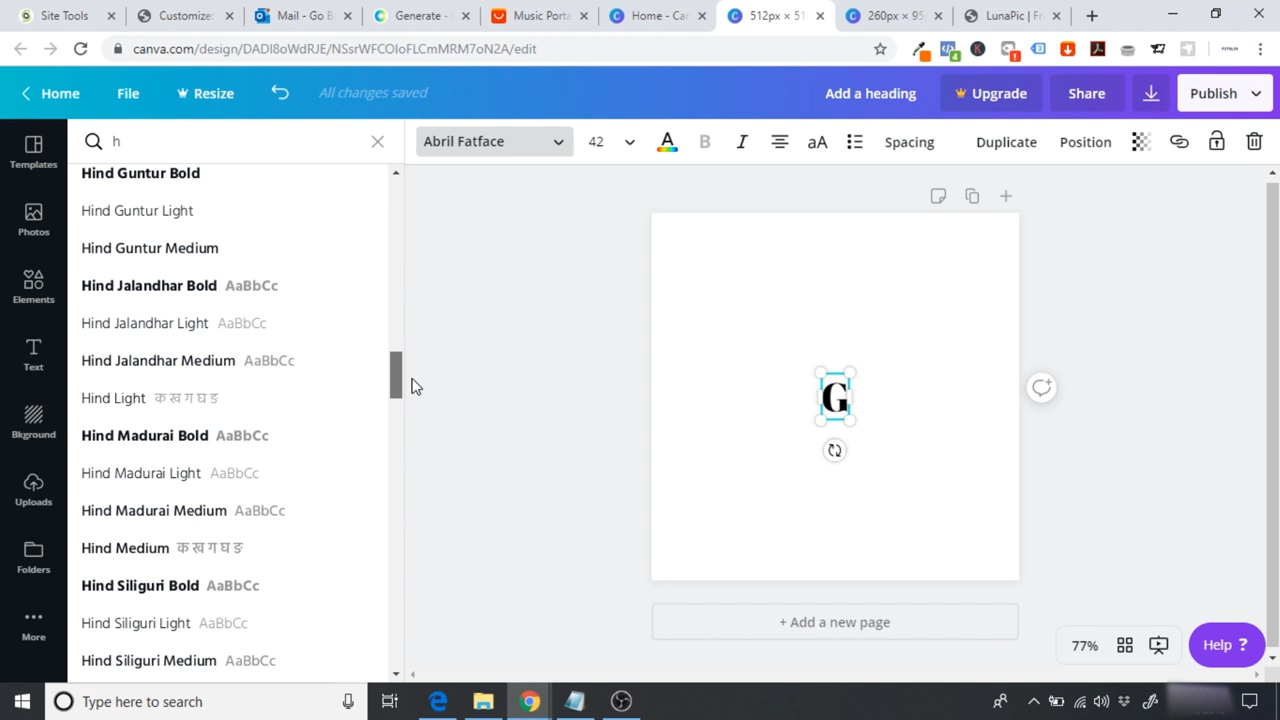 Site Tools
Customize:
Mail - Go B
Generate -
Music Porta
Home - Can
512px × 51
260px × 95
LunaPic | Fr
canva.com/design/DADI8oWdRJE/NSsrWFCOIoFLCmMRM7oN2A/edit
Home
File
Resize
All changes saved
Add a heading
Upgrade
Share
Publish
Templates
Photos
Elements
Text
Bkground
Uploads
Folders
More
h
Hind Guntur Bold
Hind Guntur Light
Hind Guntur Medium
Hind Jalandhar Bold AaBbCc
Hind Jalandhar Light AaBbCc
Hind Jalandhar Medium AaBbCc
Hind Light क ख ग घ ङ
Hind Madurai Bold AaBbCc
Hind Madurai Light AaBbCc
Hind Madurai Medium AaBbCc
Hind Medium क ख ग घ ङ
Hind Siliguri Bold AaBbCc
Hind Siliguri Light AaBbCc
Hind Siliguri Medium AaBbCc
Abril Fatface
42
A
B
I
aA
Spacing
Duplicate
Position
G
+ Add a new page
77%
Help ?
Type here to search